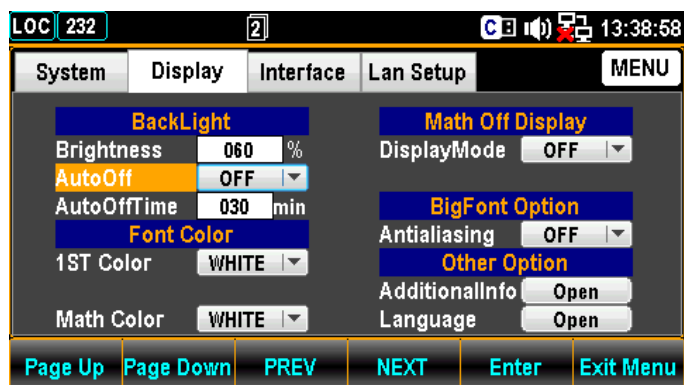 LOC 232 2 C 13:38:58
System Display Interface Lan Setup MENU
BackLight
Brightness 060 %
AutoOff OFF
AutoOffTime 030 min
Font Color
1ST Color WHITE
Math Color WHITE
Math Off Display
DisplayMode OFF
BigFont Option
Antialiasing OFF
Other Option
AdditionalInfo Open
Language Open
Page Up Page Down PREV NEXT Enter Exit Menu